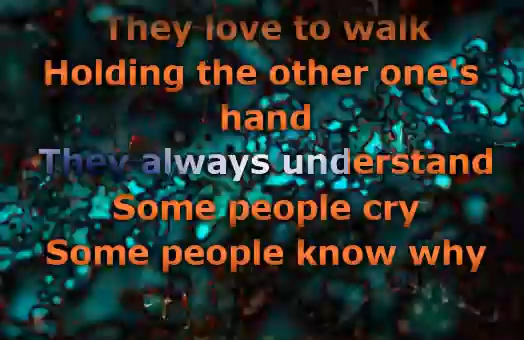 They love to walk
Holding the other one's
hand
They always understand
Some people cry
Some people know why